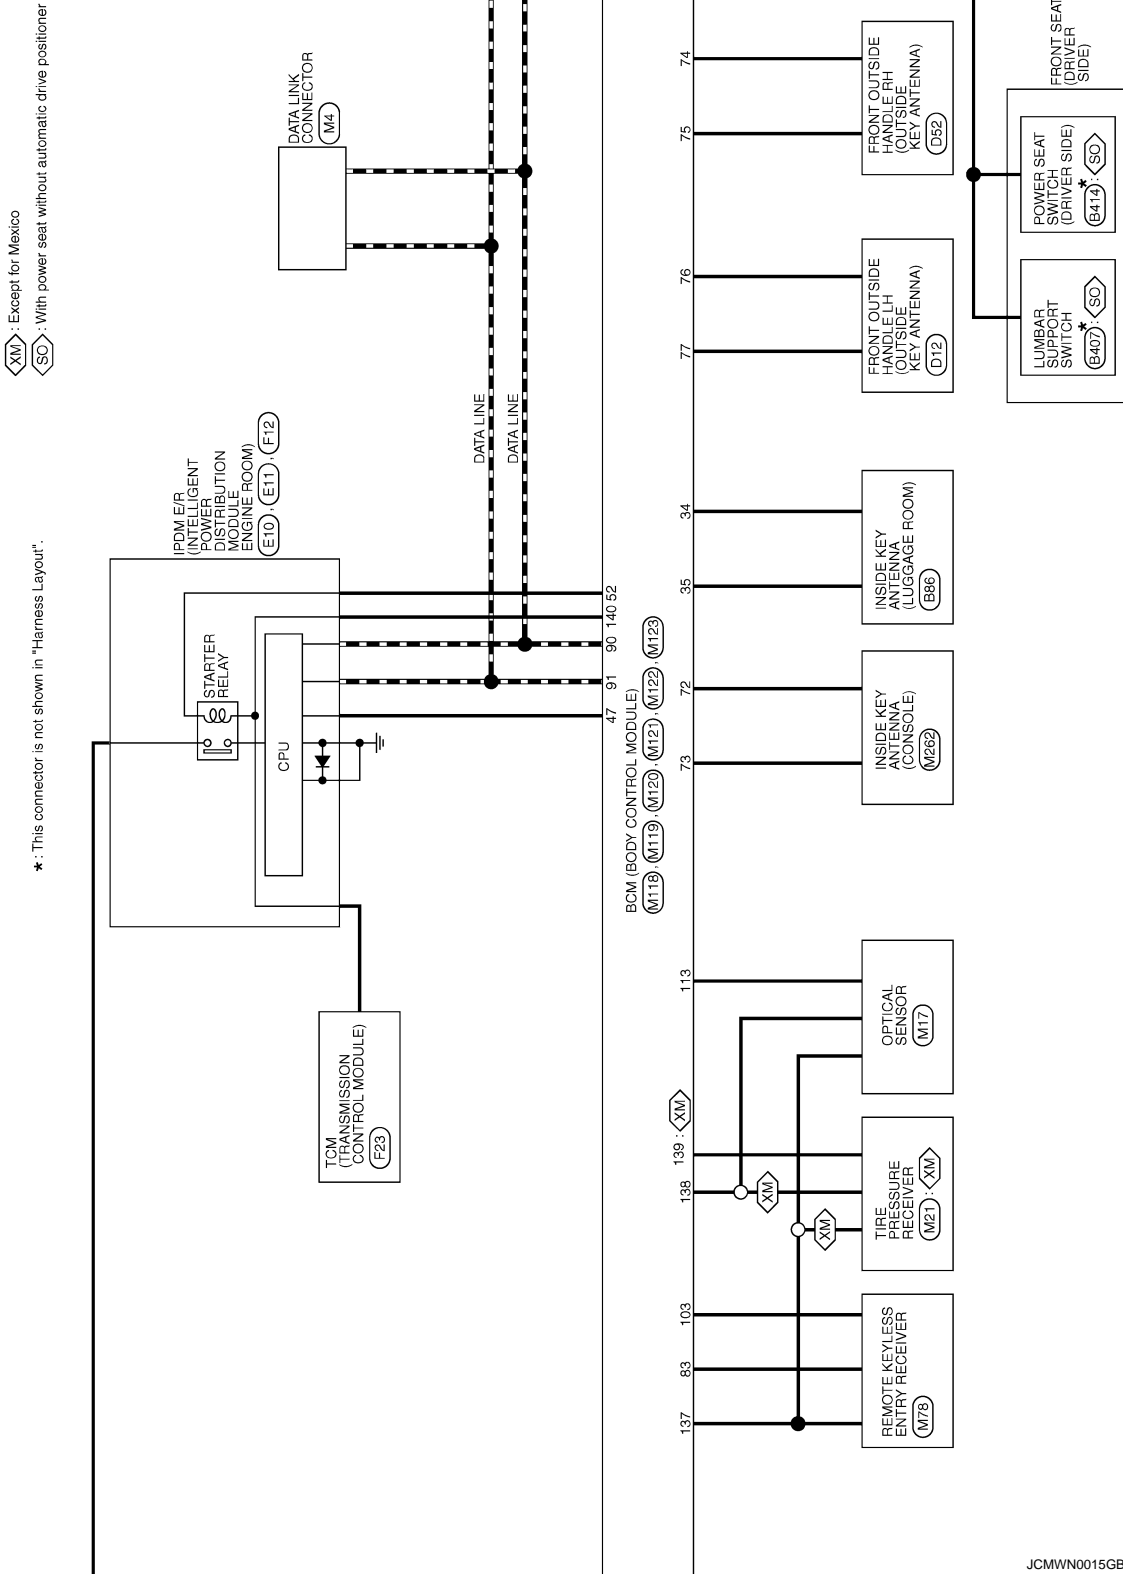 XM : Except for Mexico
SO : With power seat without automatic drive positioner
* : This connector is not shown in "Harness Layout".
DATA LINK
CONNECTOR
M4
DATA LINE
DATA LINE
IPDM E/R
(INTELLIGENT
POWER
DISTRIBUTION
MODULE
ENGINE ROOM)
E10 , E11 , F12
STARTER
RELAY
CPU
TCM
(TRANSMISSION
CONTROL MODULE)
F23
47
91
90
140
52
BCM (BODY CONTROL MODULE)
M118 , M119 , M120 , M121 , M122 , M123
137
83
103
138
139 : XM
113
73
72
35
34
77
76
75
74
XM
XM
REMOTE KEYLESS
ENTRY RECEIVER
M78
TIRE
PRESSURE
RECEIVER
M21 : XM
OPTICAL
SENSOR
M17
INSIDE KEY
ANTENNA
(CONSOLE)
M262
INSIDE KEY
ANTENNA
(LUGGAGE ROOM)
B86
FRONT OUTSIDE
HANDLE LH
(OUTSIDE
KEY ANTENNA)
D12
FRONT OUTSIDE
HANDLE RH
(OUTSIDE
KEY ANTENNA)
D52
LUMBAR
SUPPORT
SWITCH
*
B407 : SO
POWER SEAT
SWITCH
(DRIVER SIDE)
*
B414 : SO
FRONT SEAT
(DRIVER
SIDE)
JCMWN0015GB